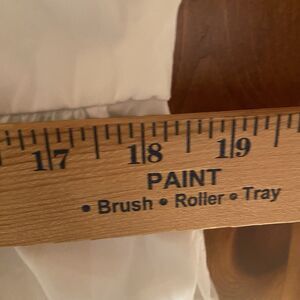 17 18 19
PAINT
• Brush • Roller • Tray